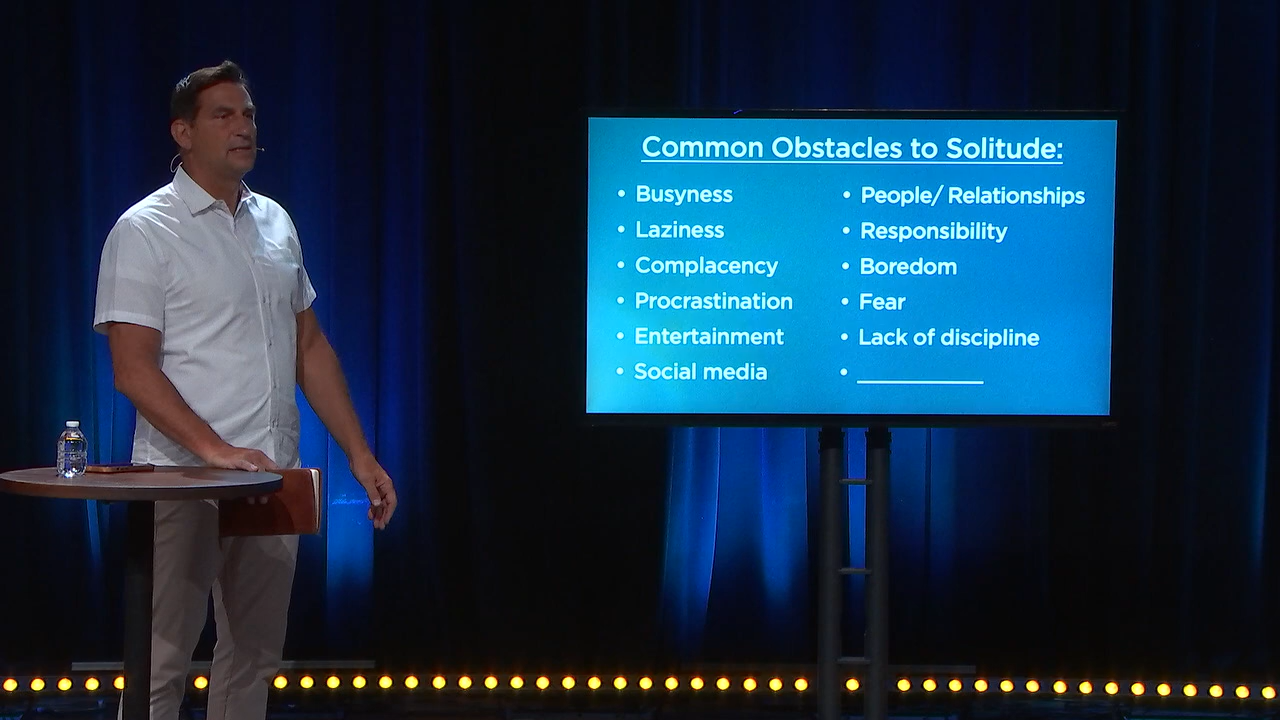 Common Obstacles to Solitude:
• Busyness
• Laziness
• Complacency
• Procrastination
• Entertainment
• Social media
• People/ Relationships
• Responsibility
• Boredom
• Fear
• Lack of discipline
• __________